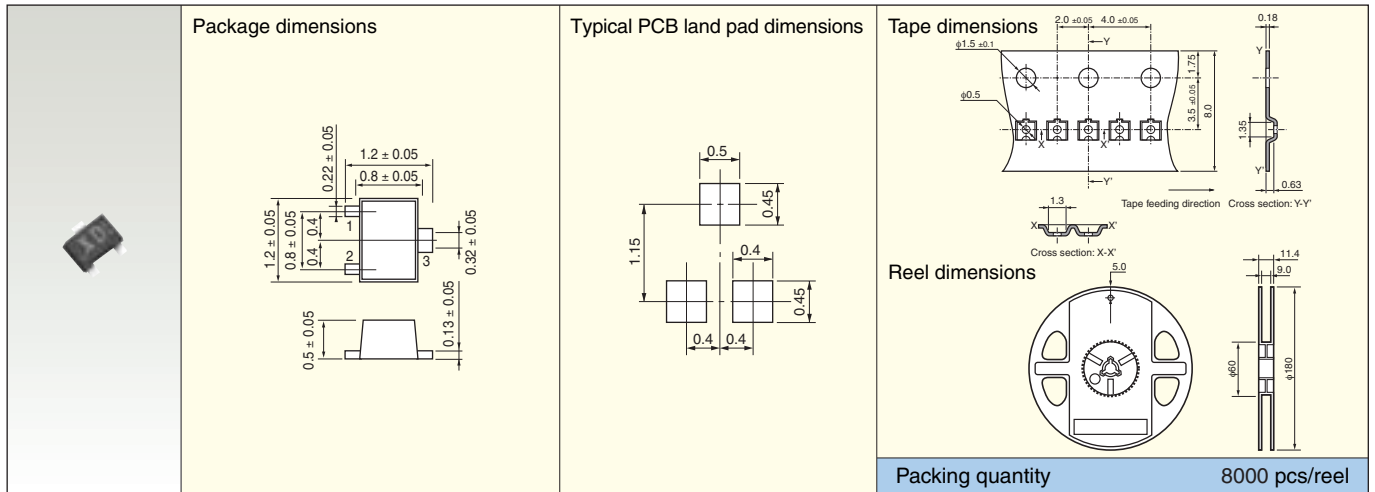 Package dimensions
1.2 ± 0.05
0.8 ± 0.05
0.22 ± 0.05
1.2 ± 0.05
0.8 ± 0.05
0.4
0.4
1
2
3
0.32 ± 0.05
0.5 ± 0.05
0.13 ± 0.05
Typical PCB land pad dimensions
0.5
0.45
1.15
0.4
0.45
0.4
0.4
Tape dimensions
2.0 ±0.05
4.0 ±0.05
φ1.5 ±0.1
Y
1.75
φ0.5
3.5 ±0.05
8.0
X
X'
Y'
Tape feeding direction
0.18
Y
1.35
Y'
0.63
Cross section: Y-Y'
1.3
X
X'
Cross section: X-X'
Reel dimensions
5.0
11.4
9.0
φ60
φ180
Packing quantity 8000 pcs/reel